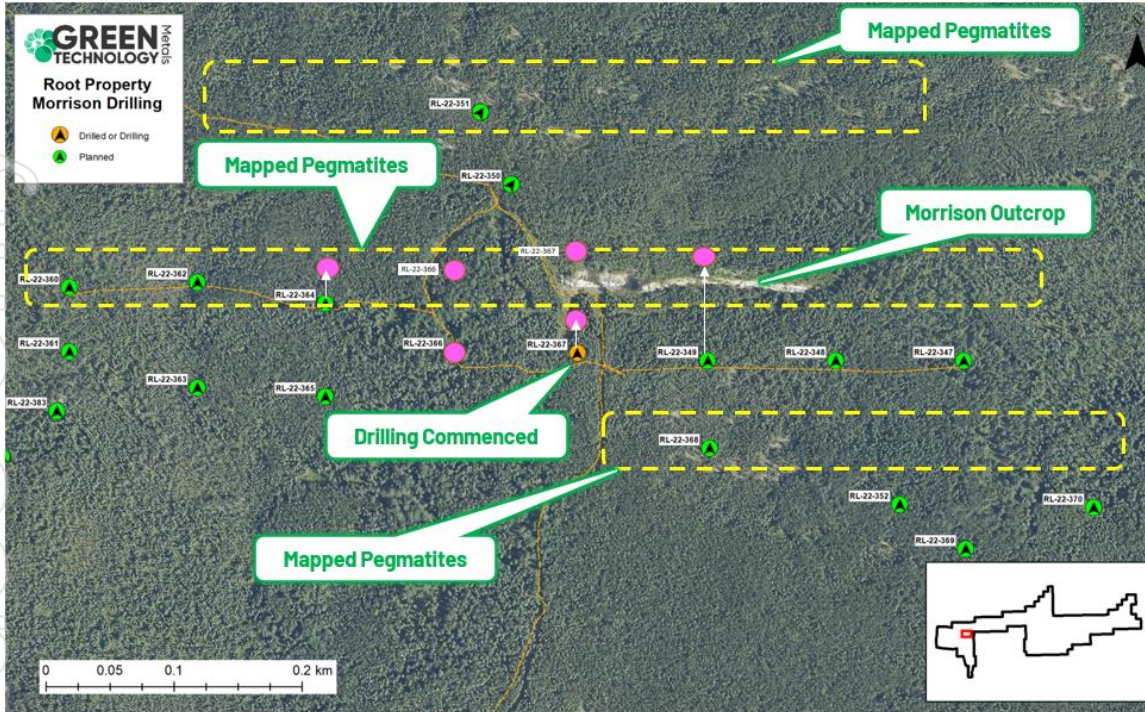 GREEN
TECHNOLOGY
Metals
Root Property
Morrison Drilling
Drilled or Drilling
Planned
Mapped Pegmatites
RL-22-351
Mapped Pegmatites
RL-22-350
Morrison Outcrop
RL-22-367
RL-22-366
RL-22-362
RL-22-360
RL-22-364
RL-22-361
RL-22-366
RL-22-367
RL-22-349
RL-22-348
RL-22-347
RL-22-363
RL-22-365
RL-22-383
Drilling Commenced
RL-22-368
RL-22-352
RL-22-370
RL-22-369
Mapped Pegmatites
0 0.05 0.1 0.2 km